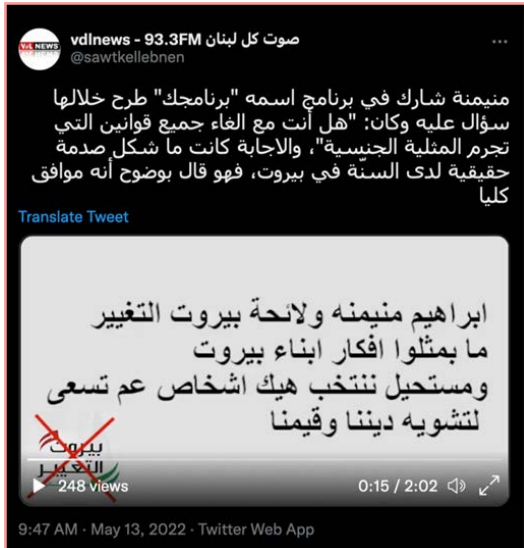 صوت كل لبنان vdlnews - 93.3FM
@sawtkellebnen
VDL NEWS
منيمنة شارك في برنامج اسمه "برنامجك" طرح خلالها
سؤال عليه وكان: "هل أنت مع الغاء جميع قوانين التي
تجرم المثلية الجنسية"، والاجابة كانت ما شكل صدمة
حقيقية لدى السنّة في بيروت، فهو قال بوضوح أنه موافق
كليا
Translate Tweet
ابراهيم منيمنه ولائحة بيروت التغيير
ما بمثلوا افكار ابناء بيروت
ومستحيل ننتخب هيك اشخاص عم تسعى
لتشويه ديننا وقيمنا
بيروت
التغيير
248 views
0:15 / 2:02
9:47 AM · May 13, 2022 · Twitter Web App